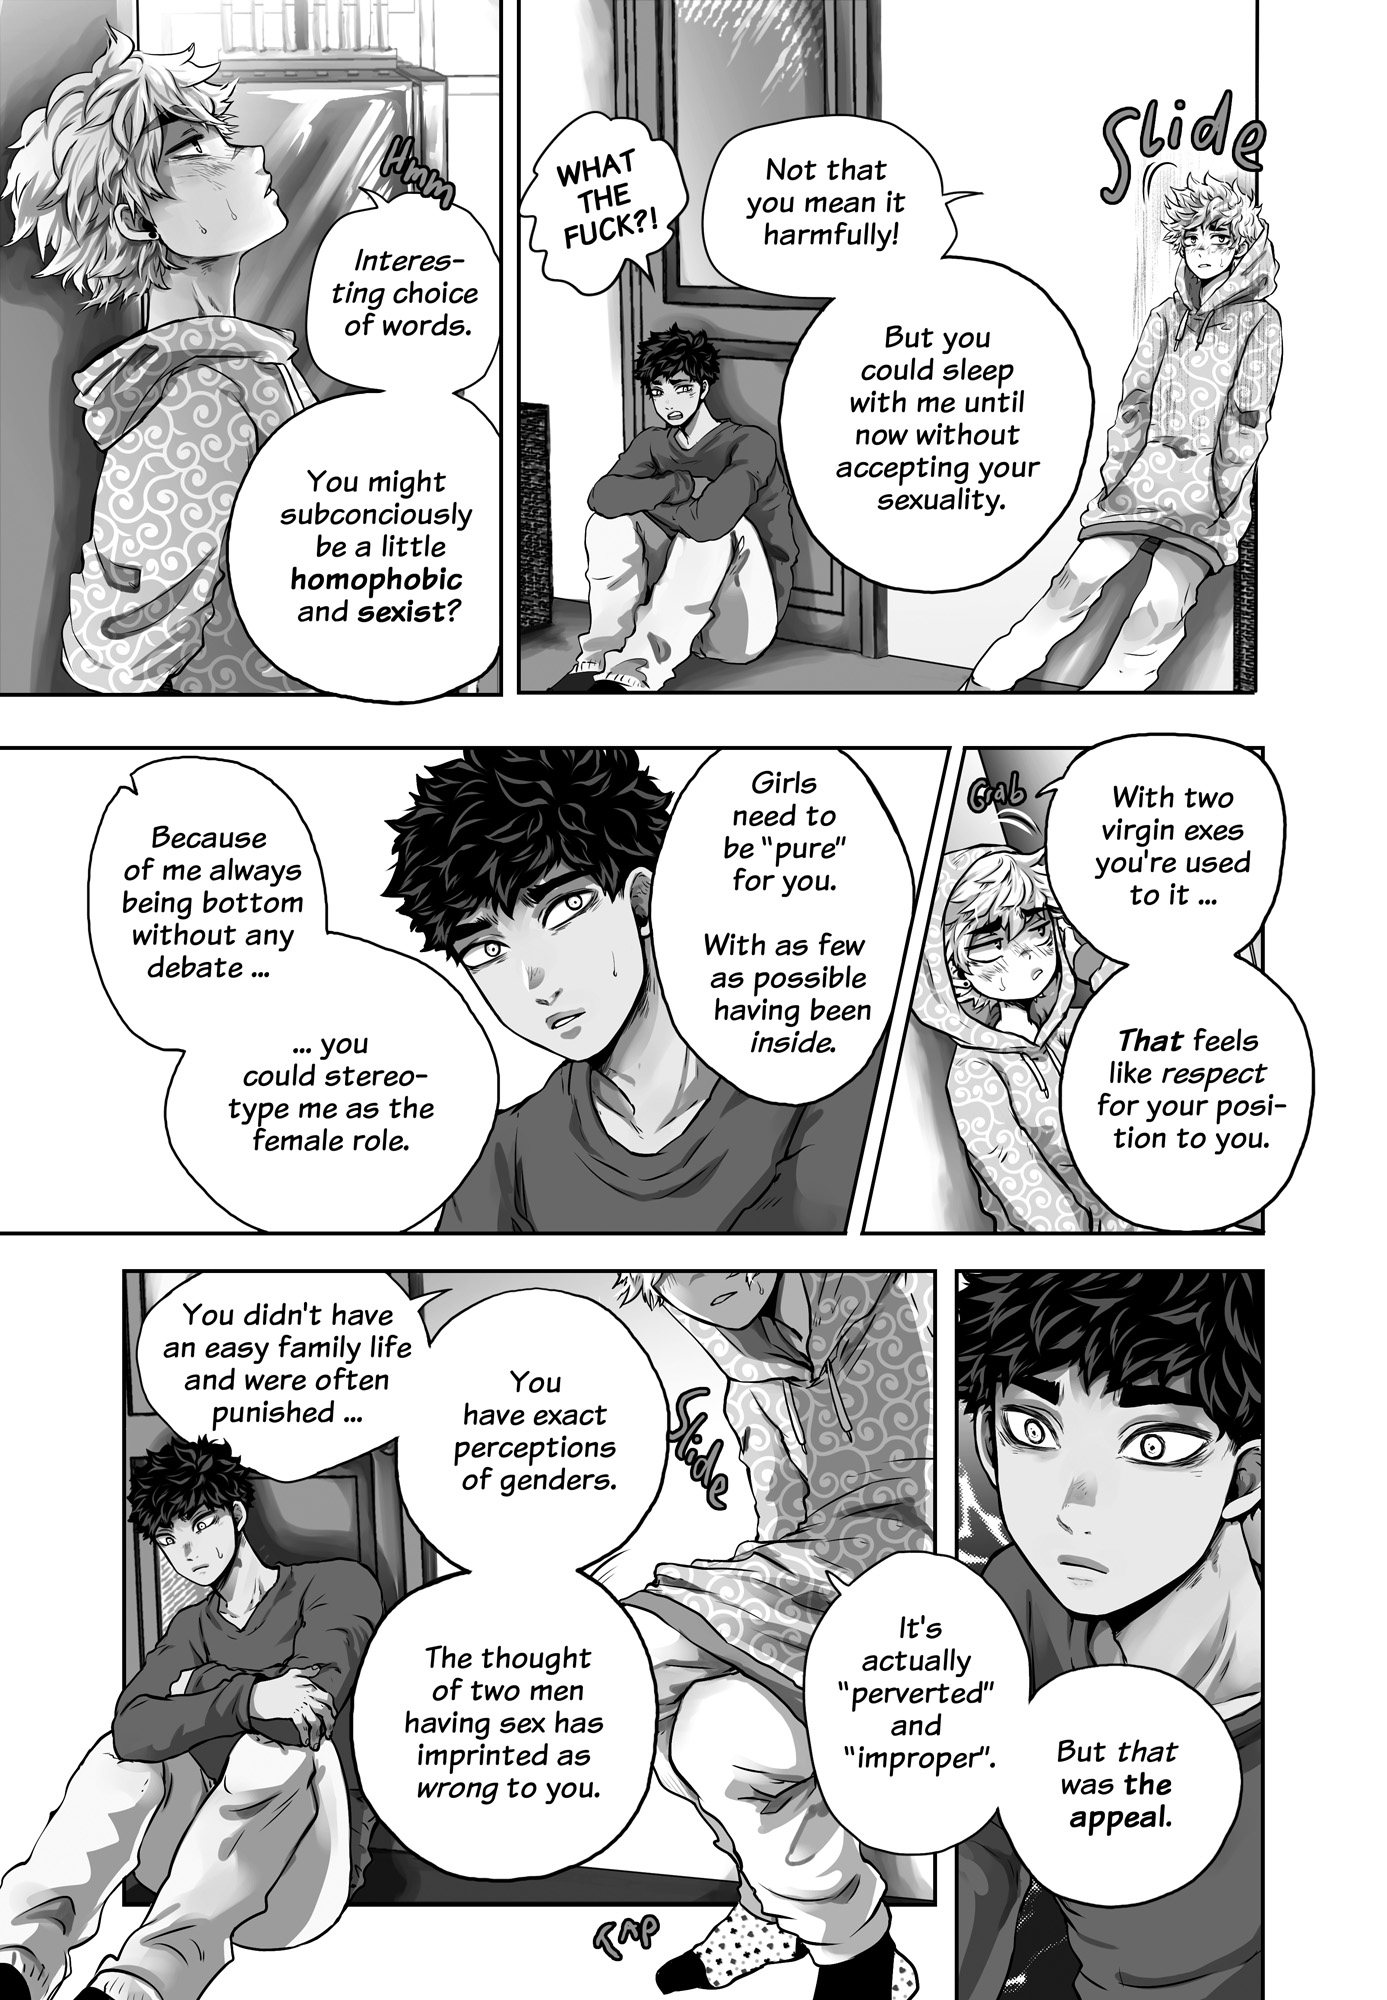 Hmm
Interes-
ting choice
of words.
You might
subconciously
be a little
homophobic
and sexist?
WHAT
THE
FUCK?!
Not that
you mean it
harmfully!
But you
could sleep
with me until
now without
accepting your
sexuality.
Slide
Because
of me always
being bottom
without any
debate ...
... you
could stereo-
type me as the
female role.
Girls
need to
be "pure"
for you.
With as few
as possible
having been
inside.
Grab
With two
virgin exes
you're used
to it ...
That feels
like respect
for your posi-
tion to you.
You didn't have
an easy family life
and were often
punished ...
You
have exact
perceptions
of genders.
The thought
of two men
having sex has
imprinted as
wrong to you.
Slide
TAP
It's
actually
"perverted"
and
"improper".
But that
was the
appeal.